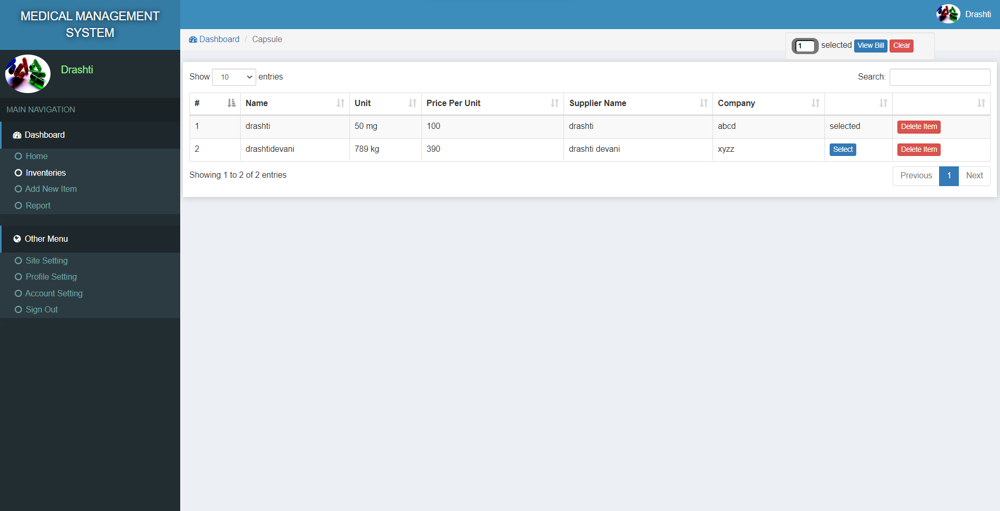 MEDICAL MANAGEMENT
SYSTEM
Drashti
Drashti
MAIN NAVIGATION
Dashboard
Home
Inventeries
Add New Item
Report
Other Menu
Site Setting
Profile Setting
Account Setting
Sign Out
Dashboard / Capsule
1 selected View Bill Clear
Show 10 entries Search:
# Name Unit Price Per Unit Supplier Name Company
1 drashti 50 mg 100 drashti abcd selected Delete Item
2 drashtidevani 789 kg 390 drashti devani xyzz Select Delete Item
Showing 1 to 2 of 2 entries Previous 1 Next